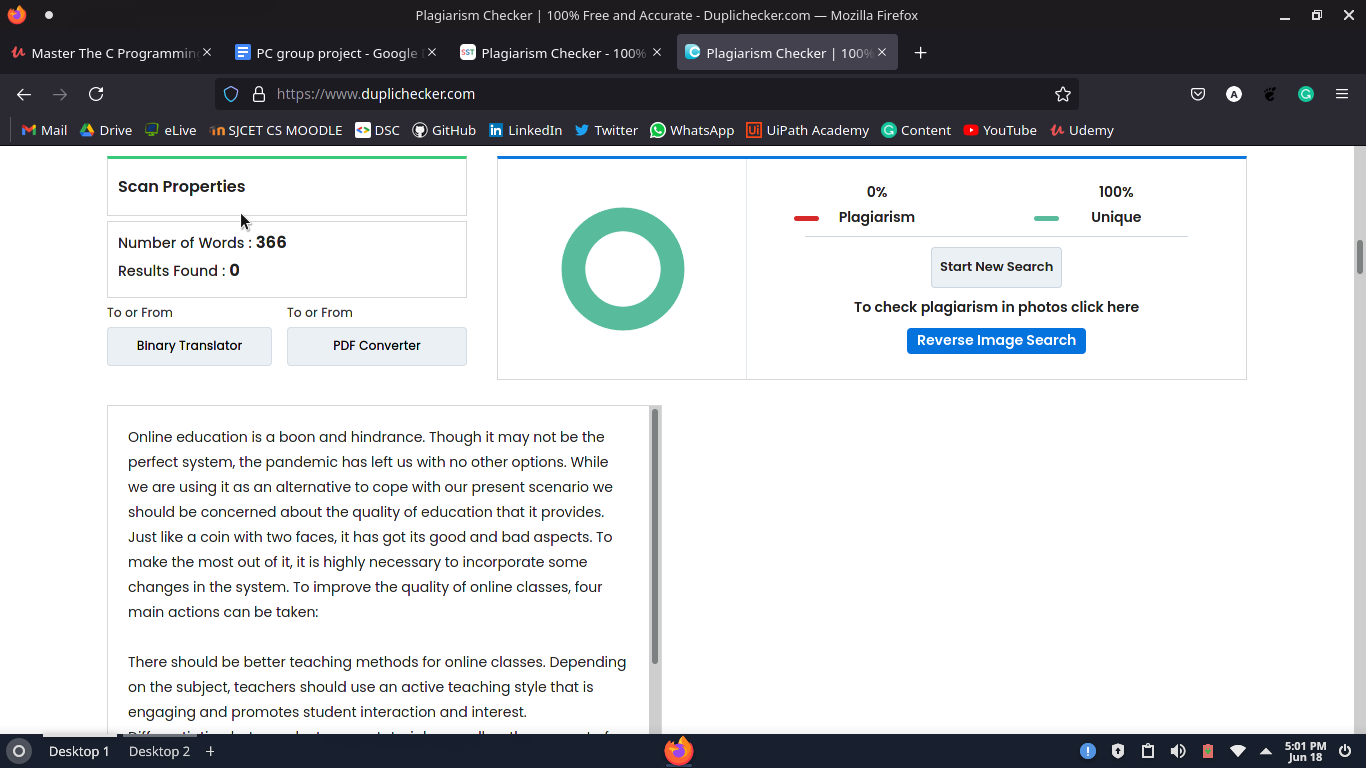 Plagiarism Checker | 100% Free and Accurate - Duplichecker.com — Mozilla Firefox
Master The C Programmin
PC group project - Google
SST Plagiarism Checker - 100%
Plagiarism Checker | 100%
https://www.duplichecker.com
A
G
Mail Drive eLive SJCET CS MOODLE DSC GitHub LinkedIn Twitter WhatsApp UiPath Academy Content YouTube Udemy
Scan Properties
Number of Words : 366
Results Found : 0
To or From
To or From
Binary Translator
PDF Converter
0%
Plagiarism
100%
Unique
Start New Search
To check plagiarism in photos click here
Reverse Image Search
Online education is a boon and hindrance. Though it may not be the
perfect system, the pandemic has left us with no other options. While
we are using it as an alternative to cope with our present scenario we
should be concerned about the quality of education that it provides.
Just like a coin with two faces, it has got its good and bad aspects. To
make the most out of it, it is highly necessary to incorporate some
changes in the system. To improve the quality of online classes, four
main actions can be taken:
There should be better teaching methods for online classes. Depending
on the subject, teachers should use an active teaching style that is
engaging and promotes student interaction and interest.
Desktop 1 Desktop 2 +
5:01 PM
Jun 18